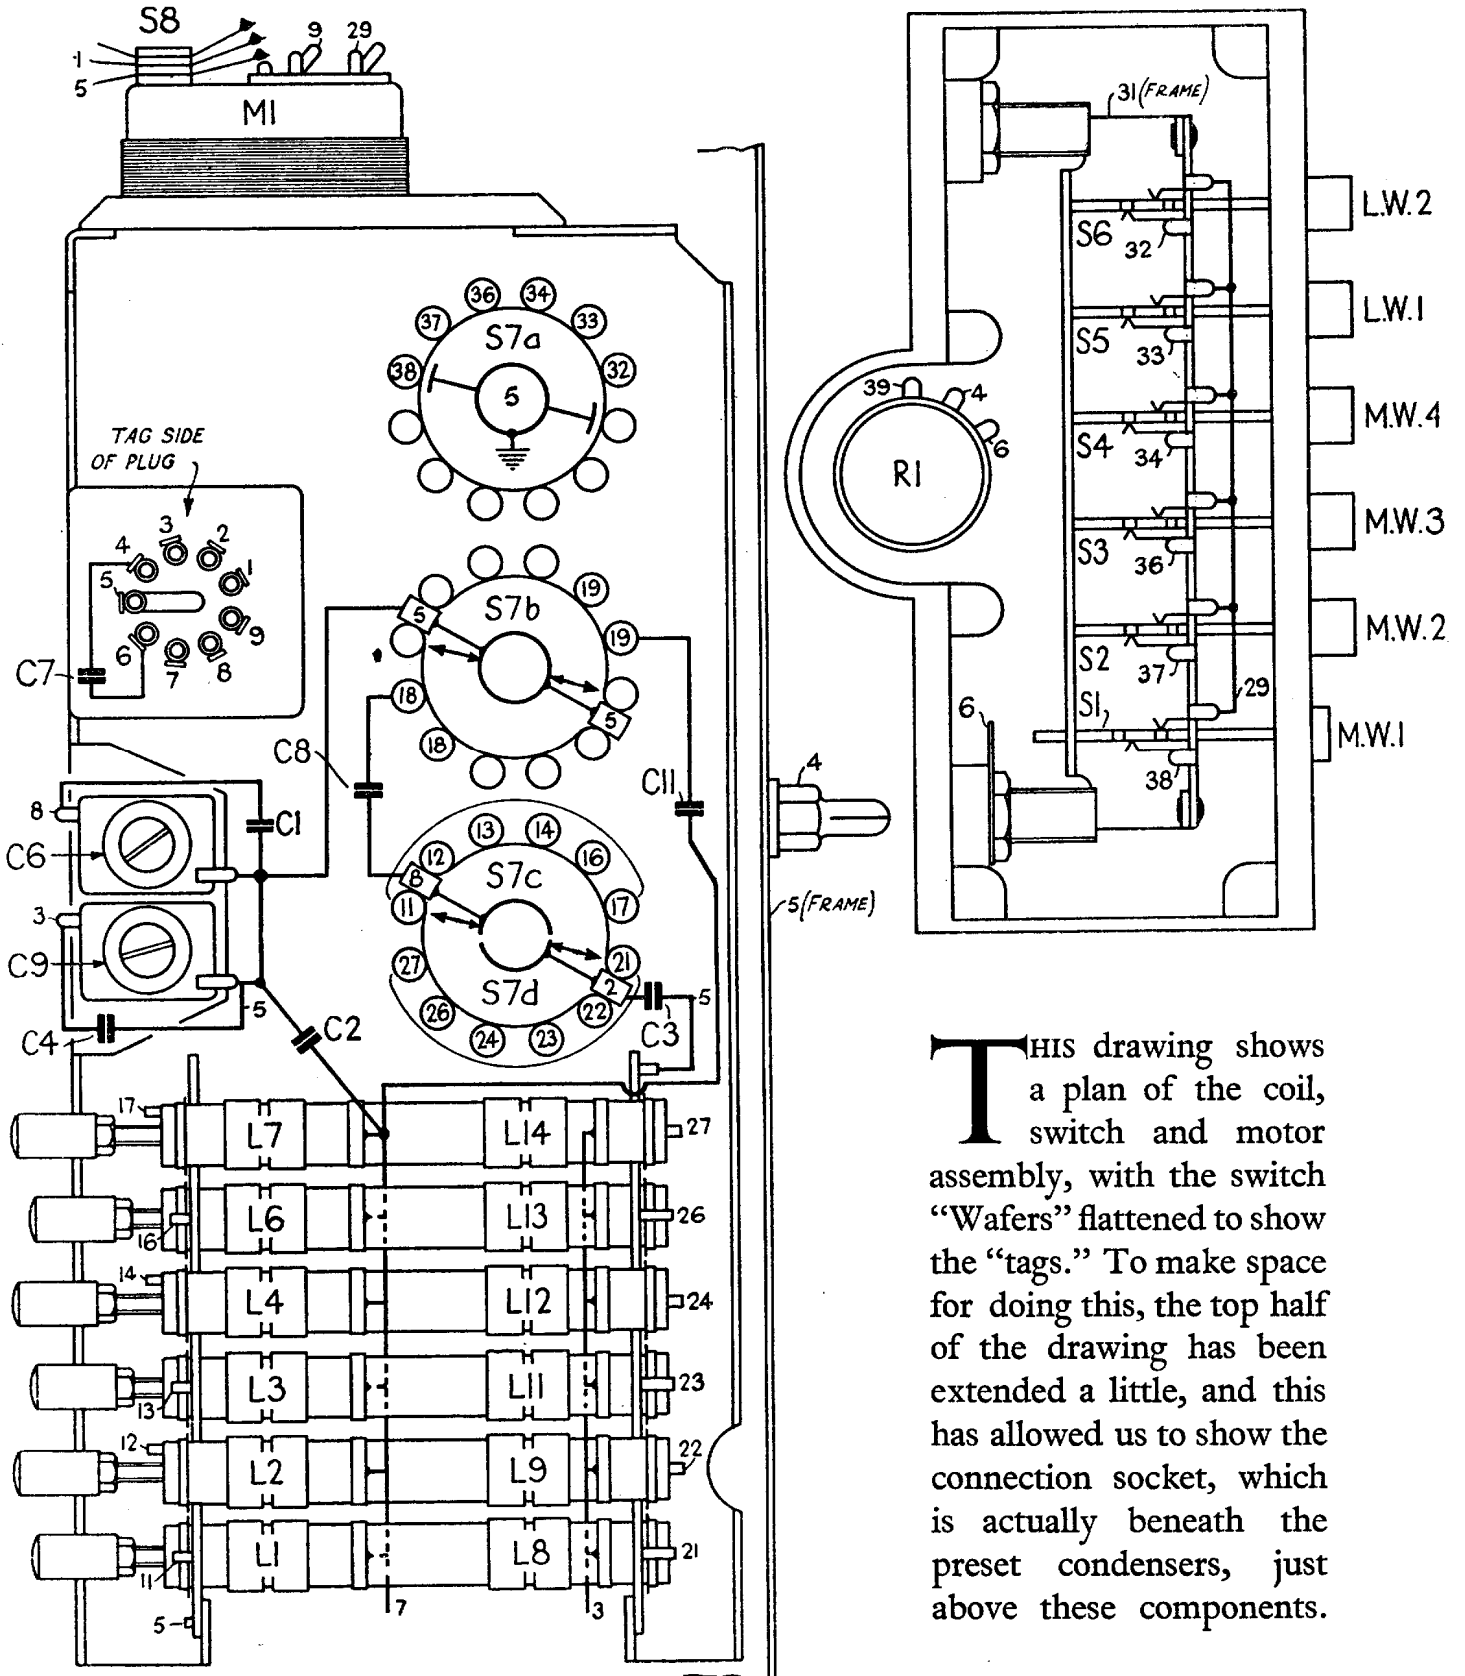 S8
1
5
9
29
M1
36
34
37
33
S7a
38
32
5
TAG SIDE
OF PLUG
3
2
4
1
5
9
6
8
7
C7
19
S7b
5
19
18
5
18
C8
C11
8
C1
C6
13
14
12
16
S7c
8
11
17
3
C9
27
21
S7d
2
5
26
22
5
24
23
C3
C4
C2
17
L7
L14
27
L6
L13
26
16
14
L4
L12
24
L3
L11
23
13
12
L2
L9
22
L1
L8
21
11
7
3
5
4
5 (FRAME)
31 (FRAME)
L.W.2
S6
32
L.W.1
S5
33
39
4
6
R1
M.W.4
S4
34
M.W.3
S3
36
M.W.2
S2
37
29
6
S1
M.W.1
38
THIS drawing shows
a plan of the coil,
switch and motor
assembly, with the switch
“Wafers” flattened to show
the “tags.” To make space
for doing this, the top half
of the drawing has been
extended a little, and this
has allowed us to show the
connection socket, which
is actually beneath the
preset condensers, just
above these components.